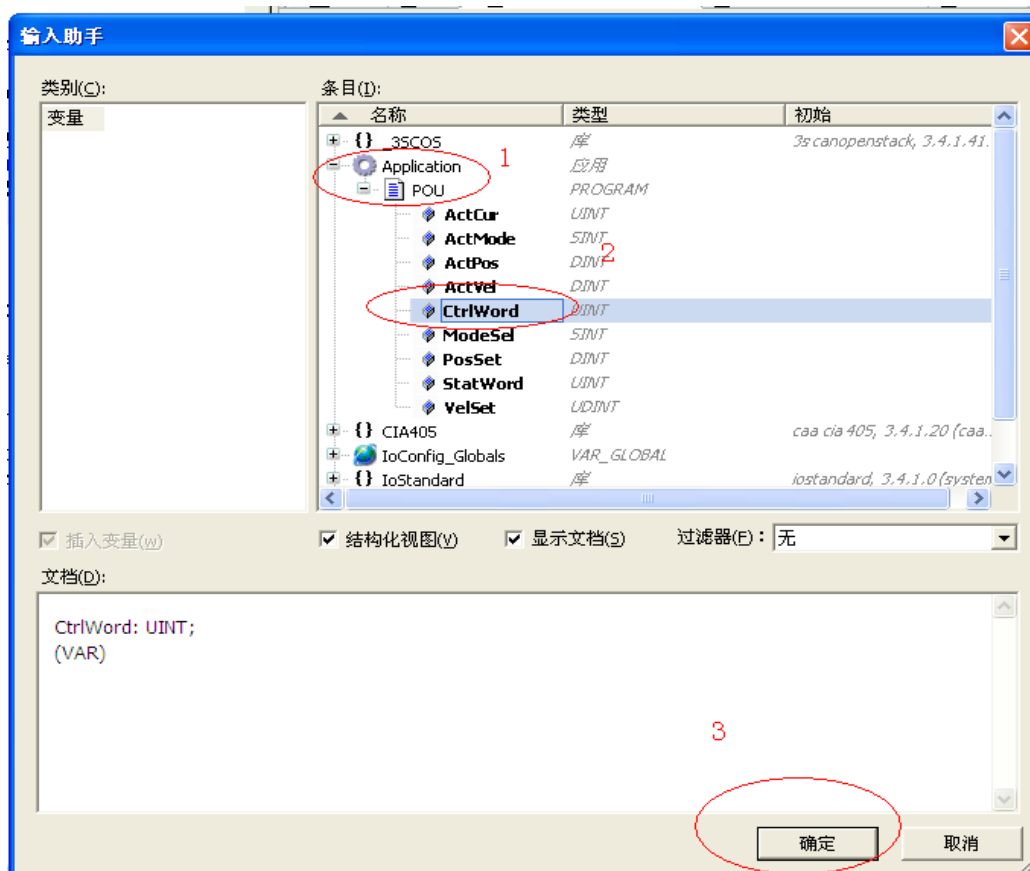 输入助手
类别(C):
条目(I):
变量
名称 类型 初始
_3SCOS 库 3s canopenstack, 3.4.1.41.
1
Application 应用
POU PROGRAM
ActCur UINT
ActMode SINT
2
ActPos DINT
ActVel DINT
CtrlWord UINT
ModeSel SINT
PosSet DINT
StatWord UINT
VelSet UDINT
CIA405 库 caa cia 405, 3.4.1.20 (caa..
IoConfig_Globals VAR_GLOBAL
IoStandard 库 iostandard, 3.4.1.0 (system
插入变量(w) 结构化视图(V) 显示文档(S) 过滤器(F): 无
文档(D):
CtrlWord: UINT;
(VAR)
3
确定 取消